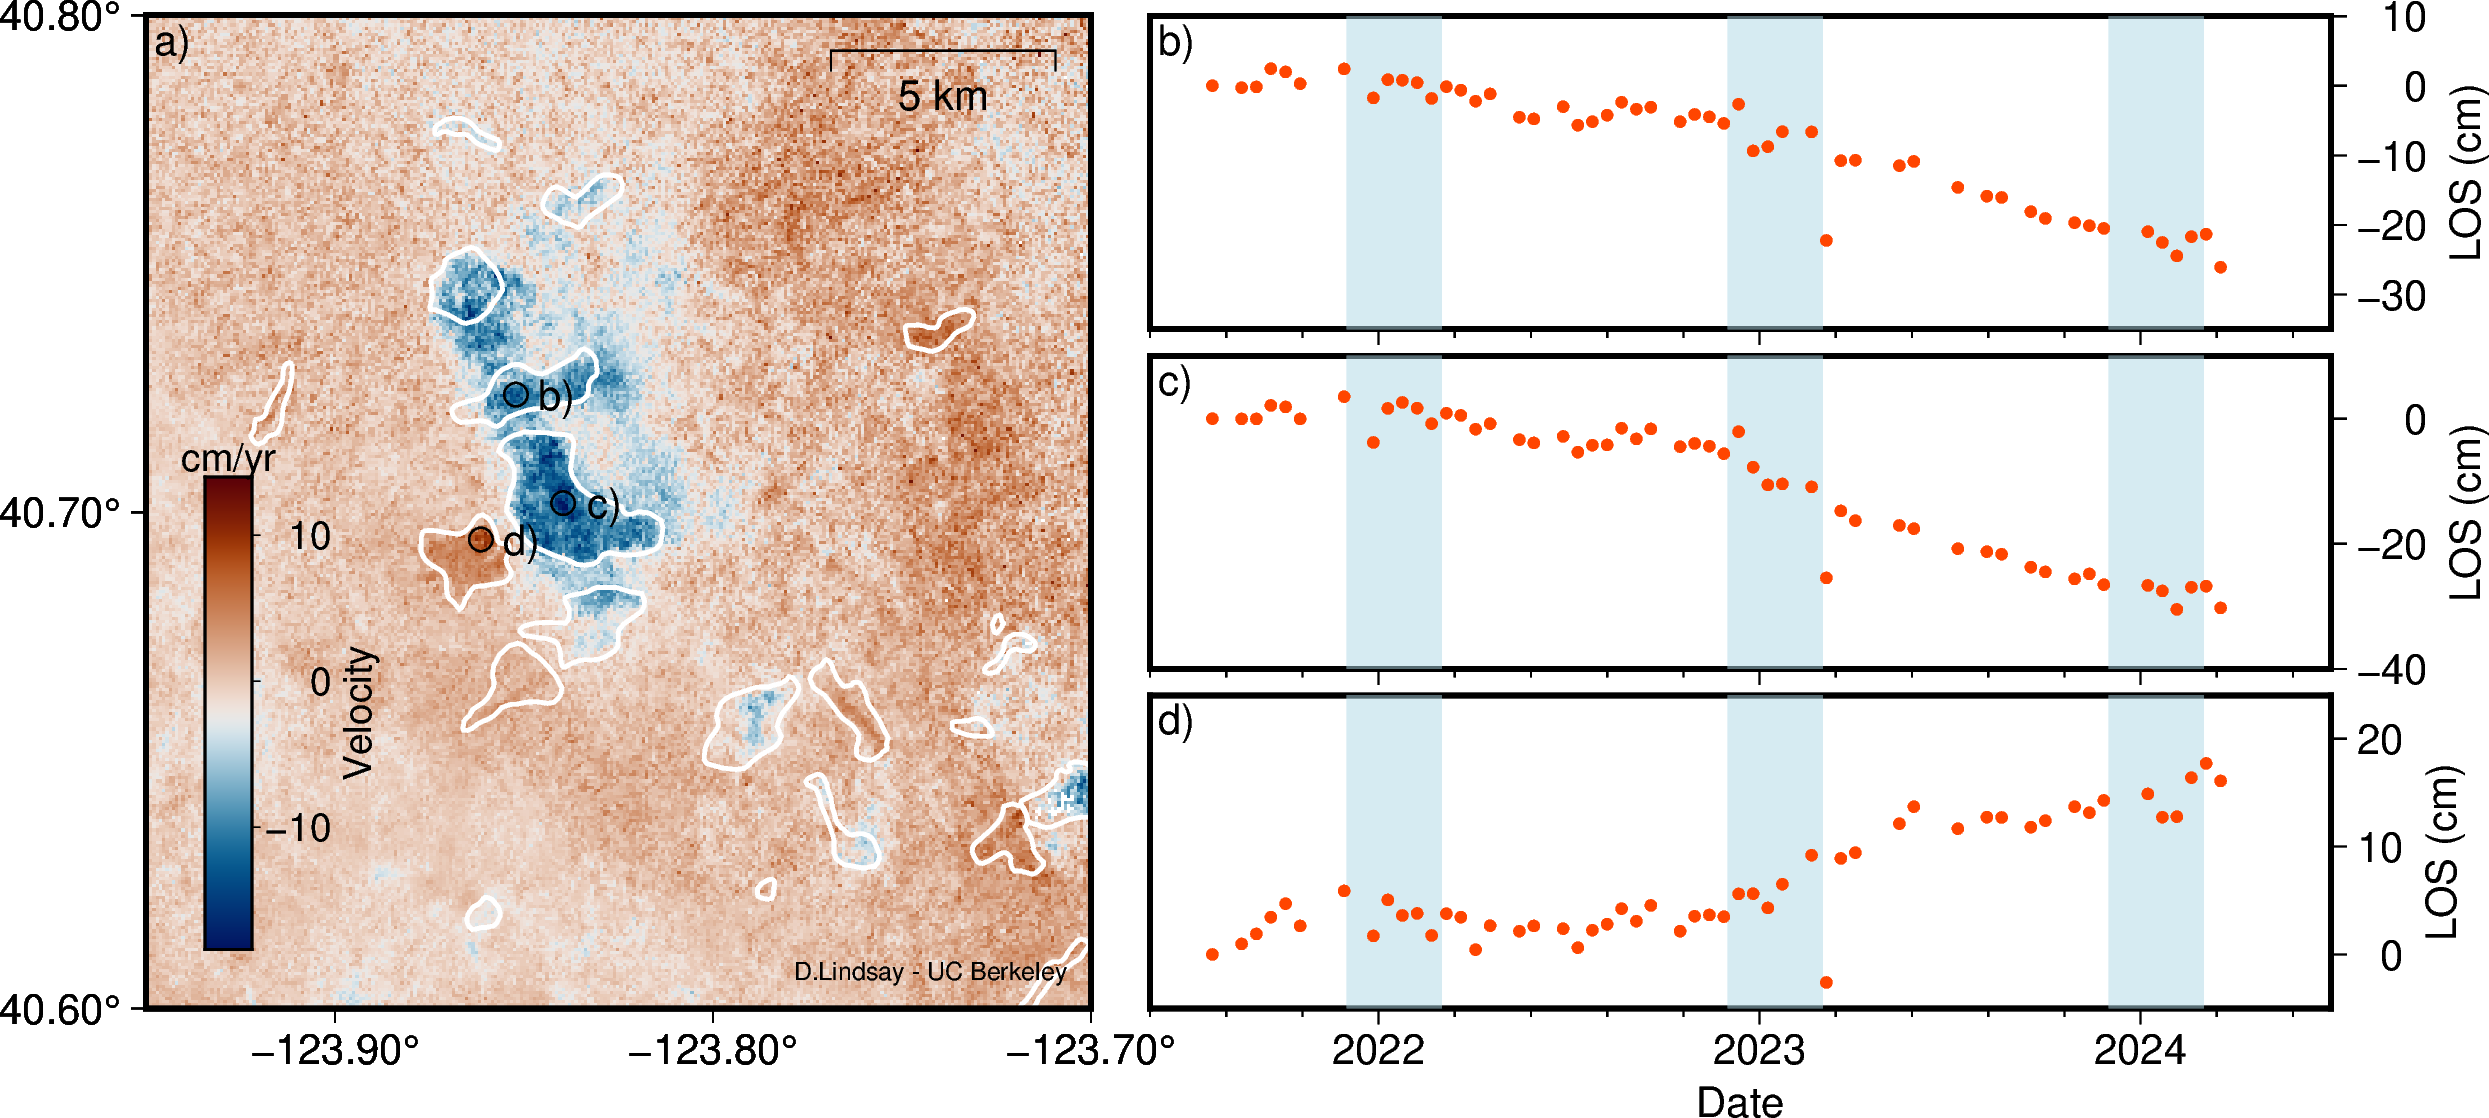 40.80°
40.70°
40.60°
a)
5 km
b)
c)
d)
cm/yr
10
0
−10
Velocity
D.Lindsay - UC Berkeley
−123.90°
−123.80°
−123.70°
b)
10
0
−10
−20
−30
LOS (cm)
c)
0
−20
−40
LOS (cm)
d)
20
10
0
LOS (cm)
2022
2023
2024
Date